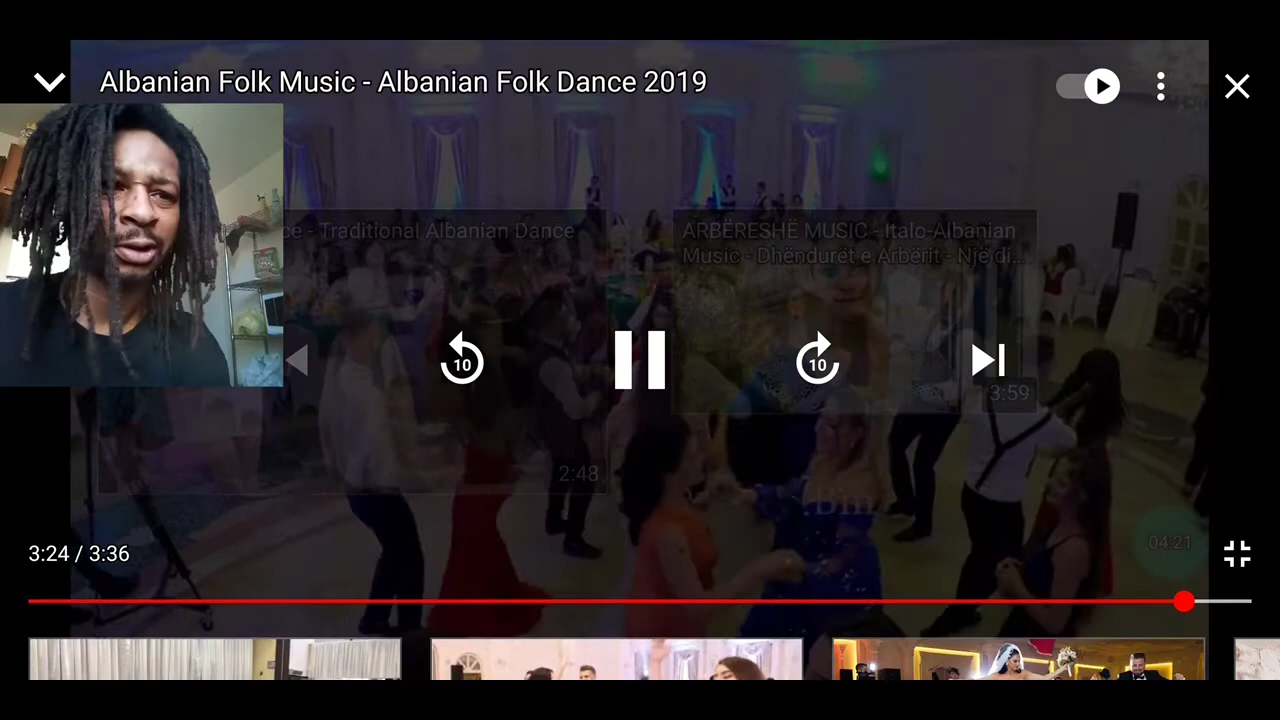 Albanian Folk Music - Albanian Folk Dance 2019
ce - Traditional Albanian Dance
ARBËRESHË MUSIC - Italo-Albanian
Music - Dhëndurët e Arbërit - Një di...
10
10
3:59
2:48
3:24 / 3:36
04:21